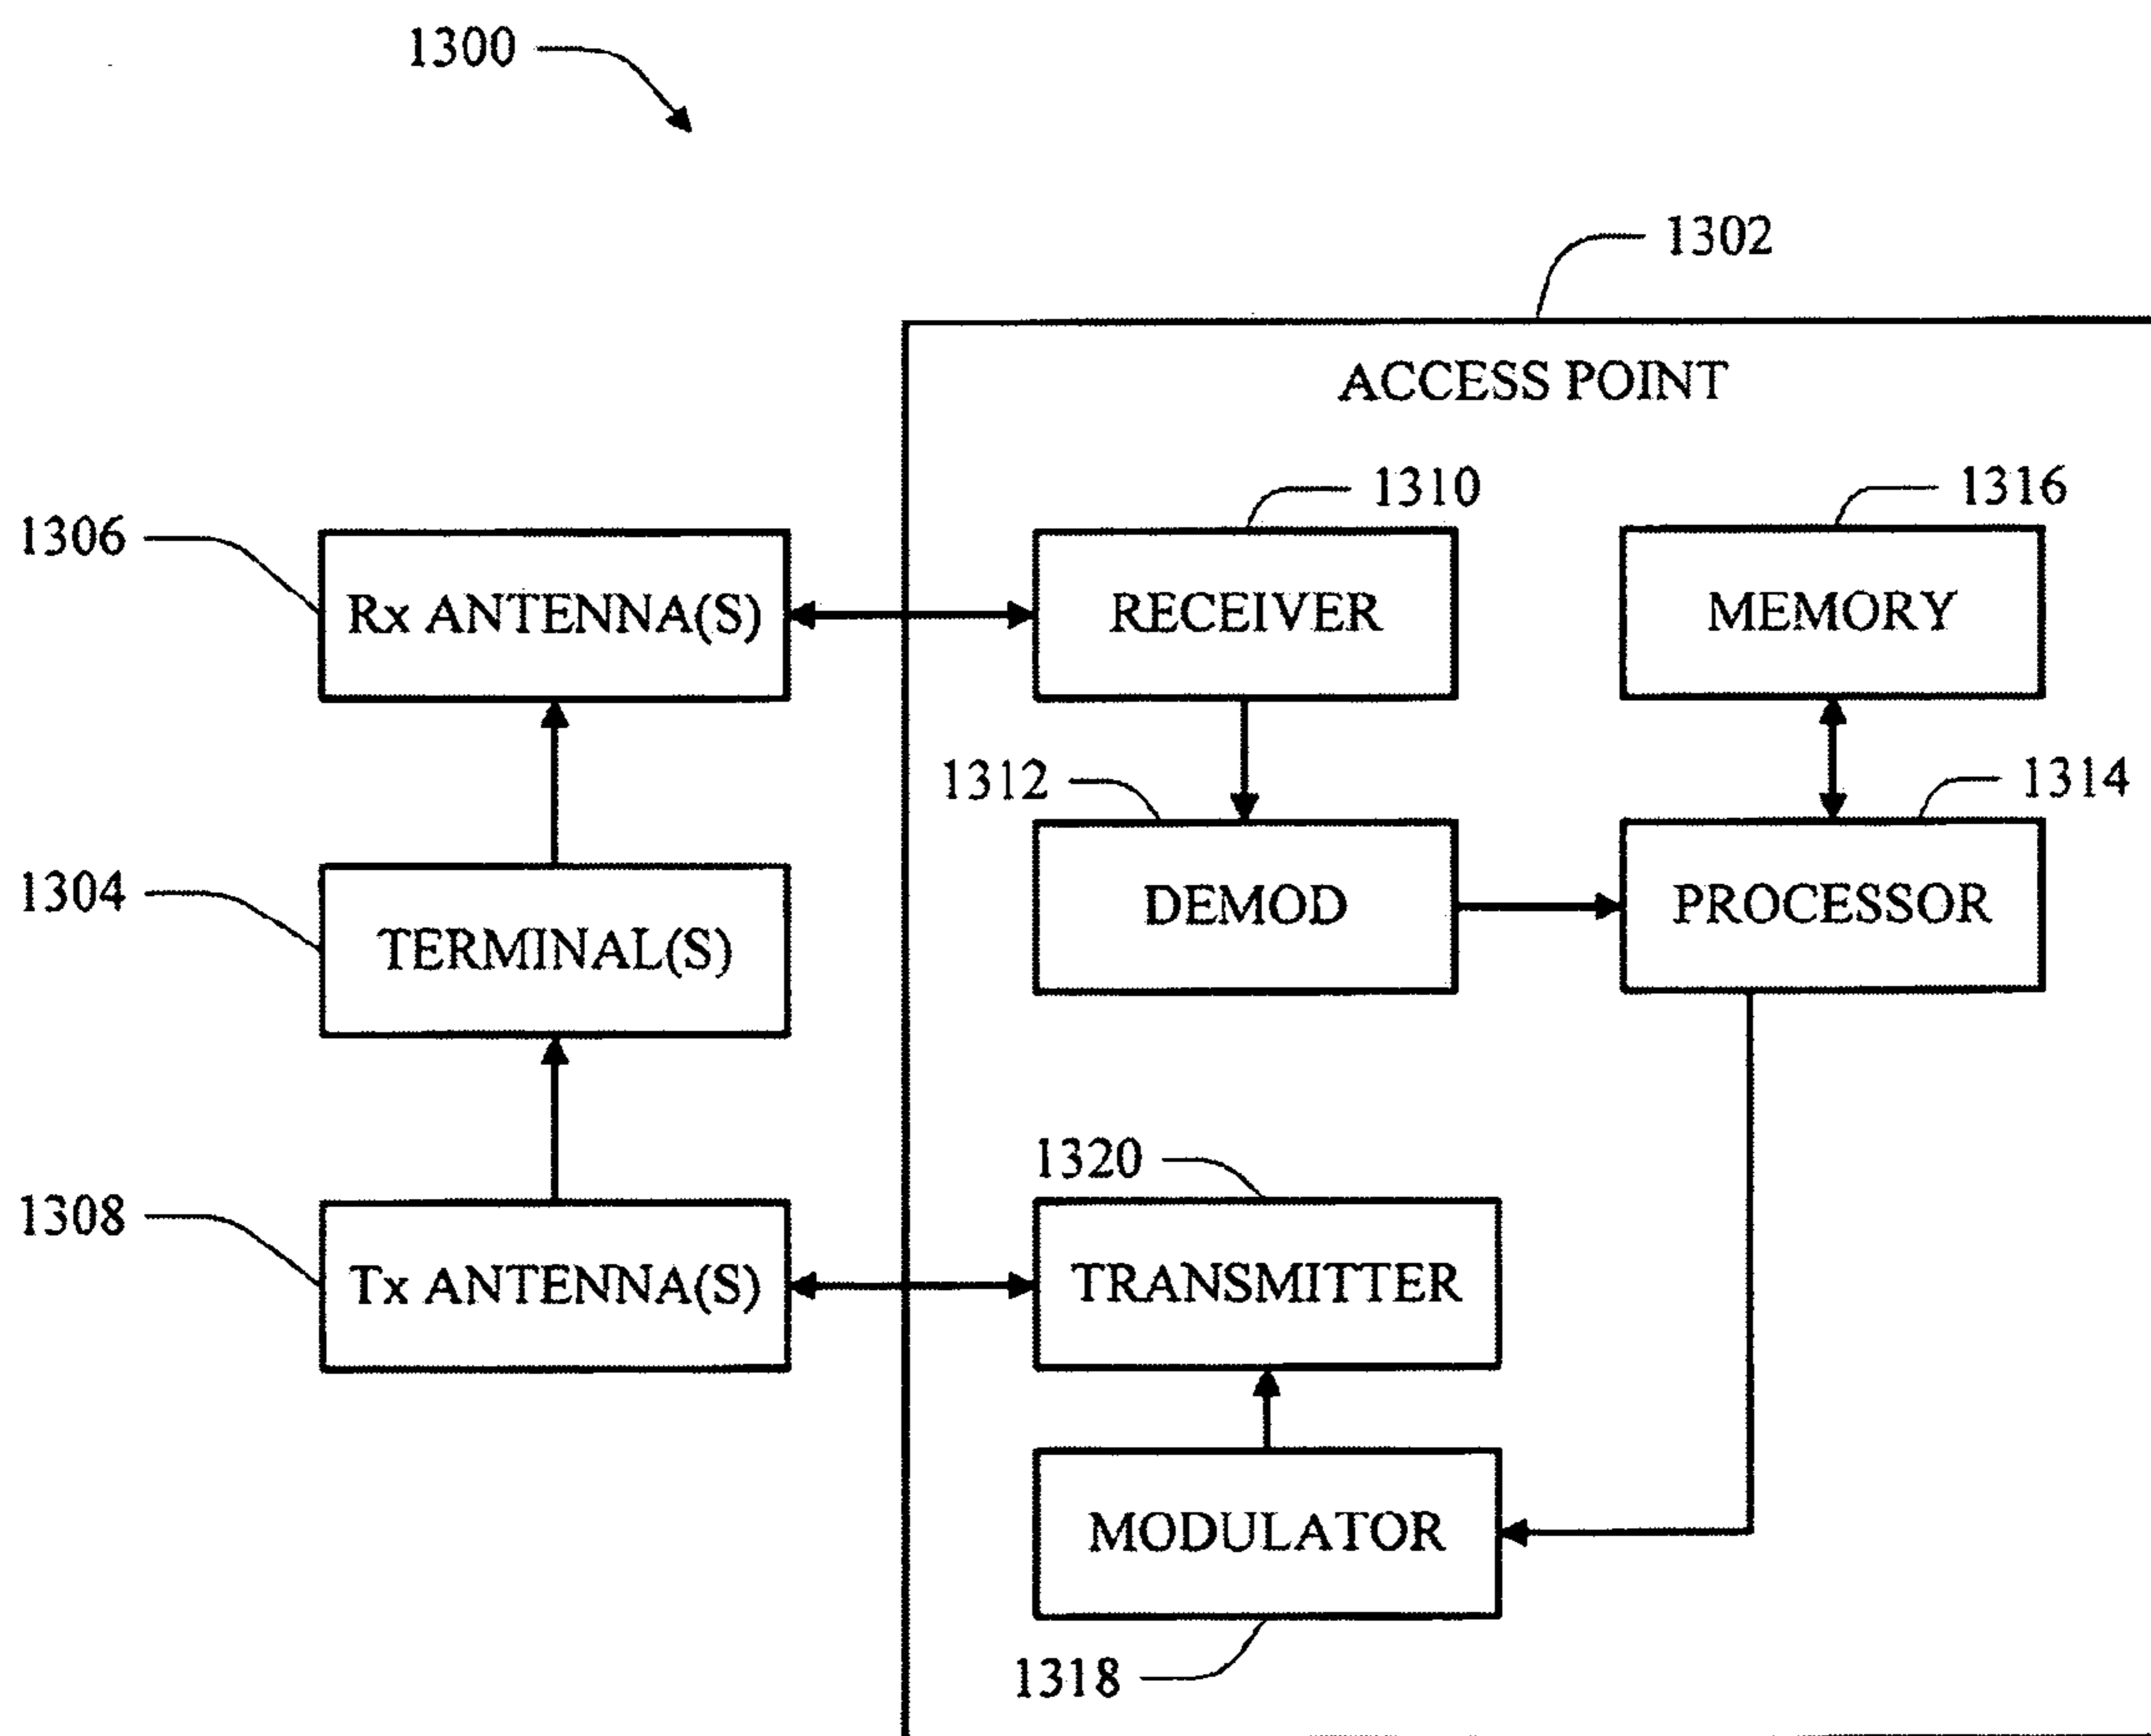 1300
1302
ACCESS POINT
1310
1316
1306
Rx ANTENNA(S)
RECEIVER
MEMORY
1312
1314
1304
TERMINAL(S)
DEMOD
PROCESSOR
1320
1308
Tx ANTENNA(S)
TRANSMITTER
MODULATOR
1318